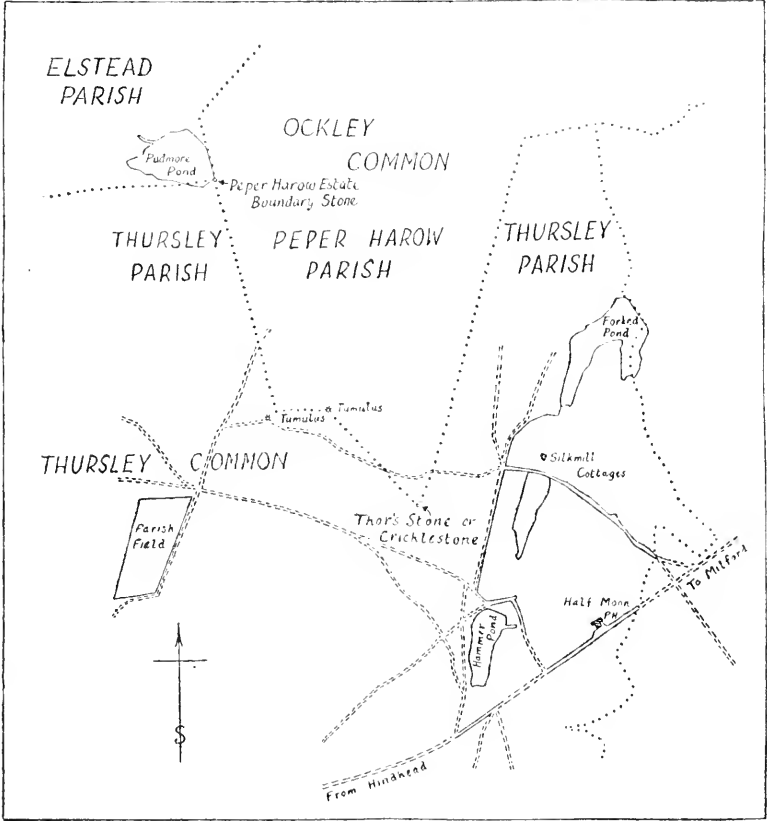 ELSTEAD
PARISH
OCKLEY
COMMON
Pudmore
Pond
Peper Harow Estate
Boundary Stone
THURSLEY
PARISH
PEPER HAROW
PARISH
THURSLEY
PARISH
Forked
Pond
Tumulus
Tumulus
THURSLEY COMMON
Silkmill
Cottages
Thor's Stone or
Cricklestone
Parish
Field
To Milford
Half Moon
PH
Hammer
Pond
S
From Hindhead